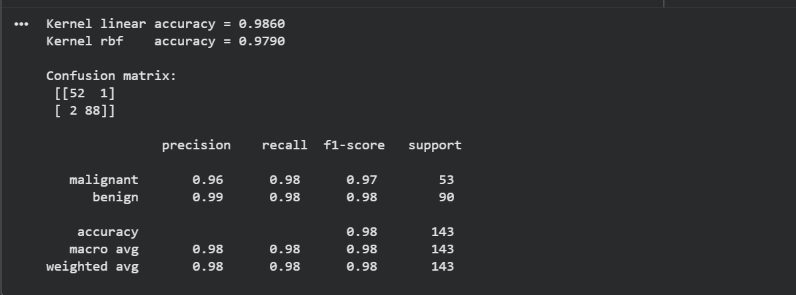 Kernel linear accuracy = 0.9860
Kernel rbf    accuracy = 0.9790
Confusion matrix:
[[52  1]
[ 2 88]]
precision    recall  f1-score   support
malignant       0.96      0.98      0.97        53
benign       0.99      0.98      0.98        90
accuracy                           0.98       143
macro avg       0.98      0.98      0.98       143
weighted avg       0.98      0.98      0.98       143